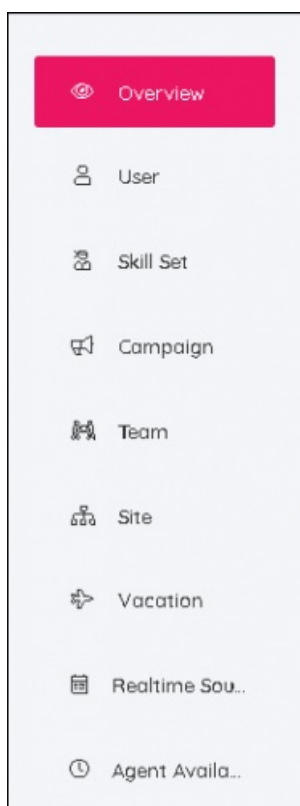 Overview
User
Skill Set
Campaign
Team
Site
Vacation
Realtime Sou...
Agent Availa...